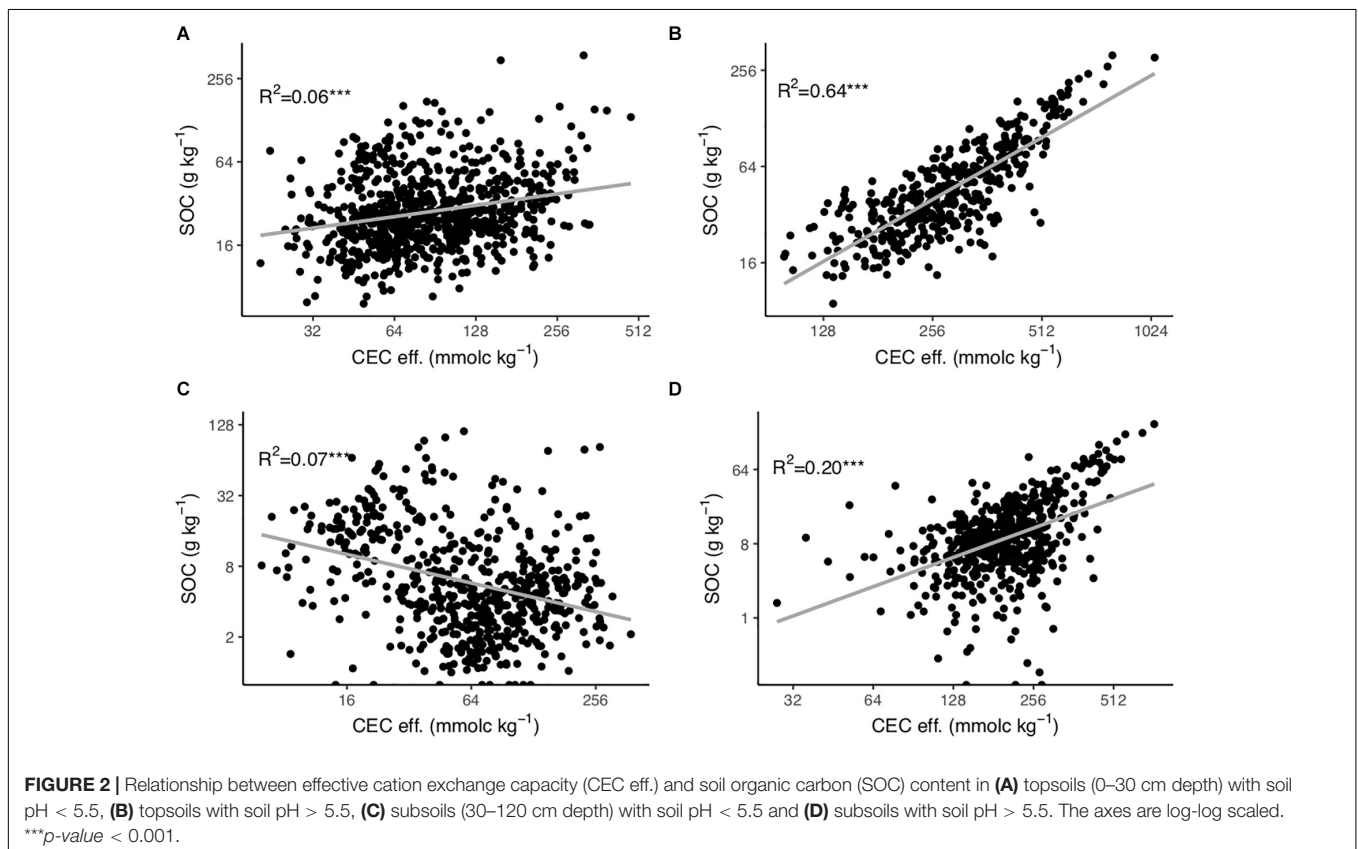 A
SOC (g kg⁻¹)
256
64
16
R²=0.06***
32 64 128 256 512
CEC eff. (mmolc kg⁻¹)
B
SOC (g kg⁻¹)
256
64
16
R²=0.64***
128 256 512 1024
CEC eff. (mmolc kg⁻¹)
C
SOC (g kg⁻¹)
128
32
8
2
R²=0.07***
16 64 256
CEC eff. (mmolc kg⁻¹)
D
SOC (g kg⁻¹)
64
8
1
R²=0.20***
32 64 128 256 512
CEC eff. (mmolc kg⁻¹)
FIGURE 2 | Relationship between effective cation exchange capacity (CEC eff.) and soil organic carbon (SOC) content in (A) topsoils (0–30 cm depth) with soil
pH < 5.5, (B) topsoils with soil pH > 5.5, (C) subsoils (30–120 cm depth) with soil pH < 5.5 and (D) subsoils with soil pH > 5.5. The axes are log-log scaled.
***p-value < 0.001.